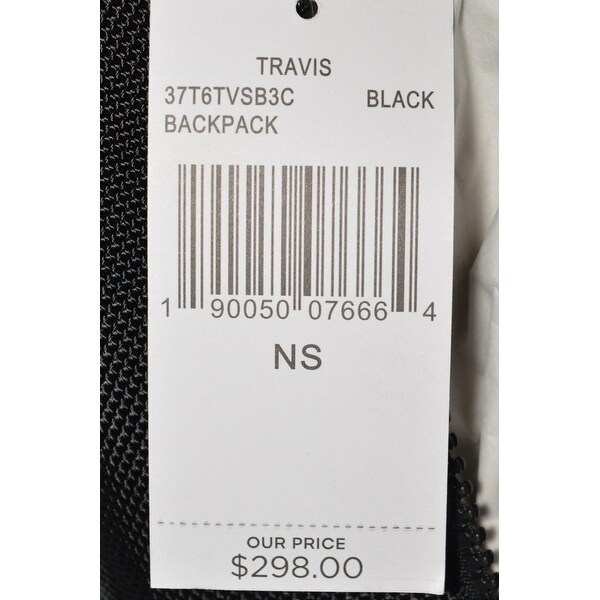 TRAVIS
37T6TVSB3C BLACK
BACKPACK
1 90050 07666 4
NS
OUR PRICE
$298.00